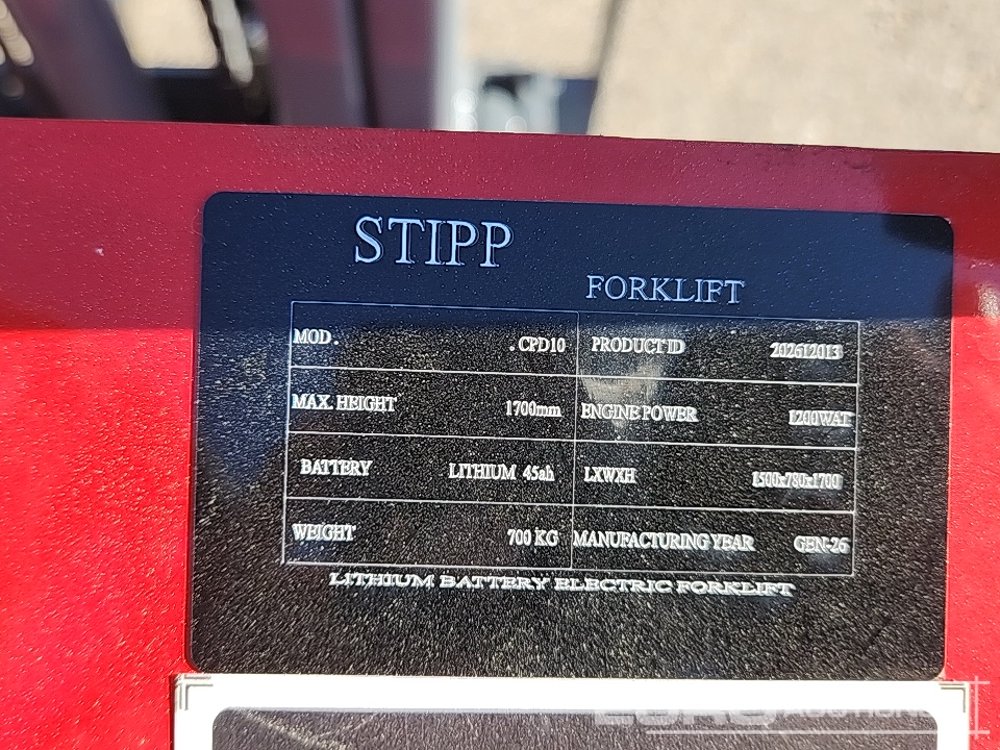 STIPP
FORKLIFT
MOD. . CPD10 PRODUCT ID 202612013
MAX. HEIGHT 1700mm ENGINE POWER 1200WAT
BATTERY LITHIUM 45ah LXWXH 1500x780x1700
WEIGHT 700 KG MANUFACTURING YEAR GEN-26
LITHIUM BATTERY ELECTRIC FORKLIFT